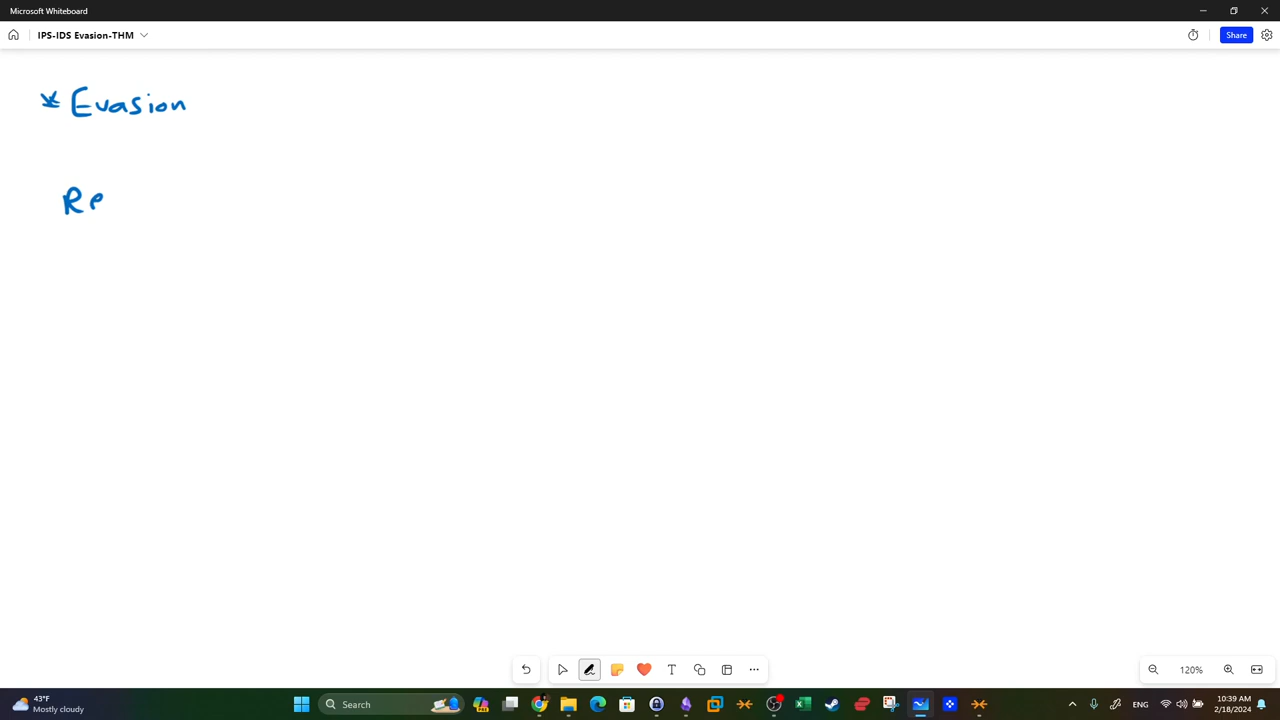 Microsoft Whiteboard
IPS-IDS Evasion-THM
Share
* Evasion
Re
T
120%
43°F
Mostly cloudy
Search
ENG
10:39 AM
2/18/2024